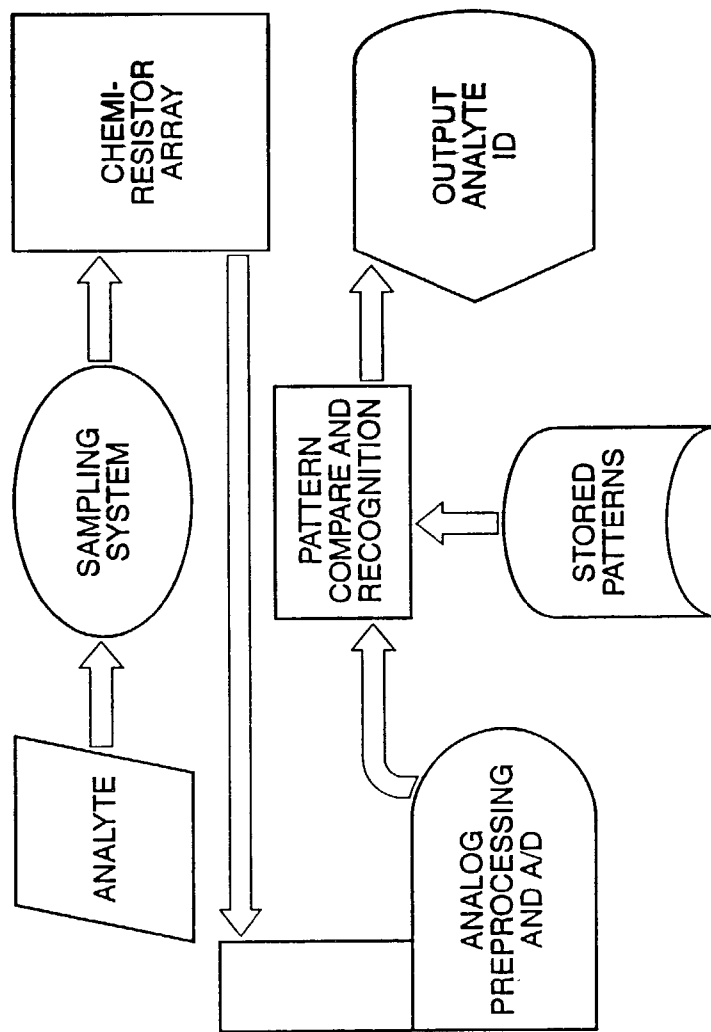 ANALYTE
SAMPLING
SYSTEM
CHEMI-
RESISTOR
ARRAY
ANALOG
PREPROCESSING
AND A/D
PATTERN
COMPARE AND
RECOGNITION
STORED
PATTERNS
OUTPUT
ANALYTE
ID